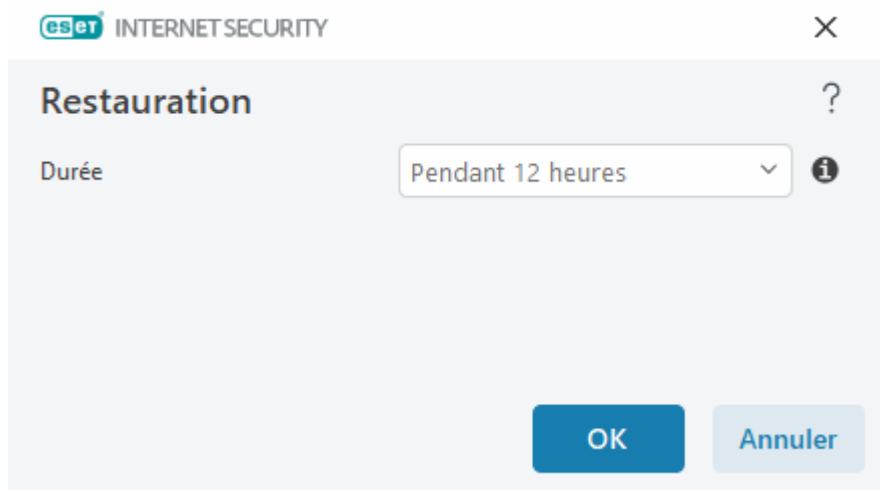 eset INTERNET SECURITY
Restauration
Durée
Pendant 12 heures
OK
Annuler